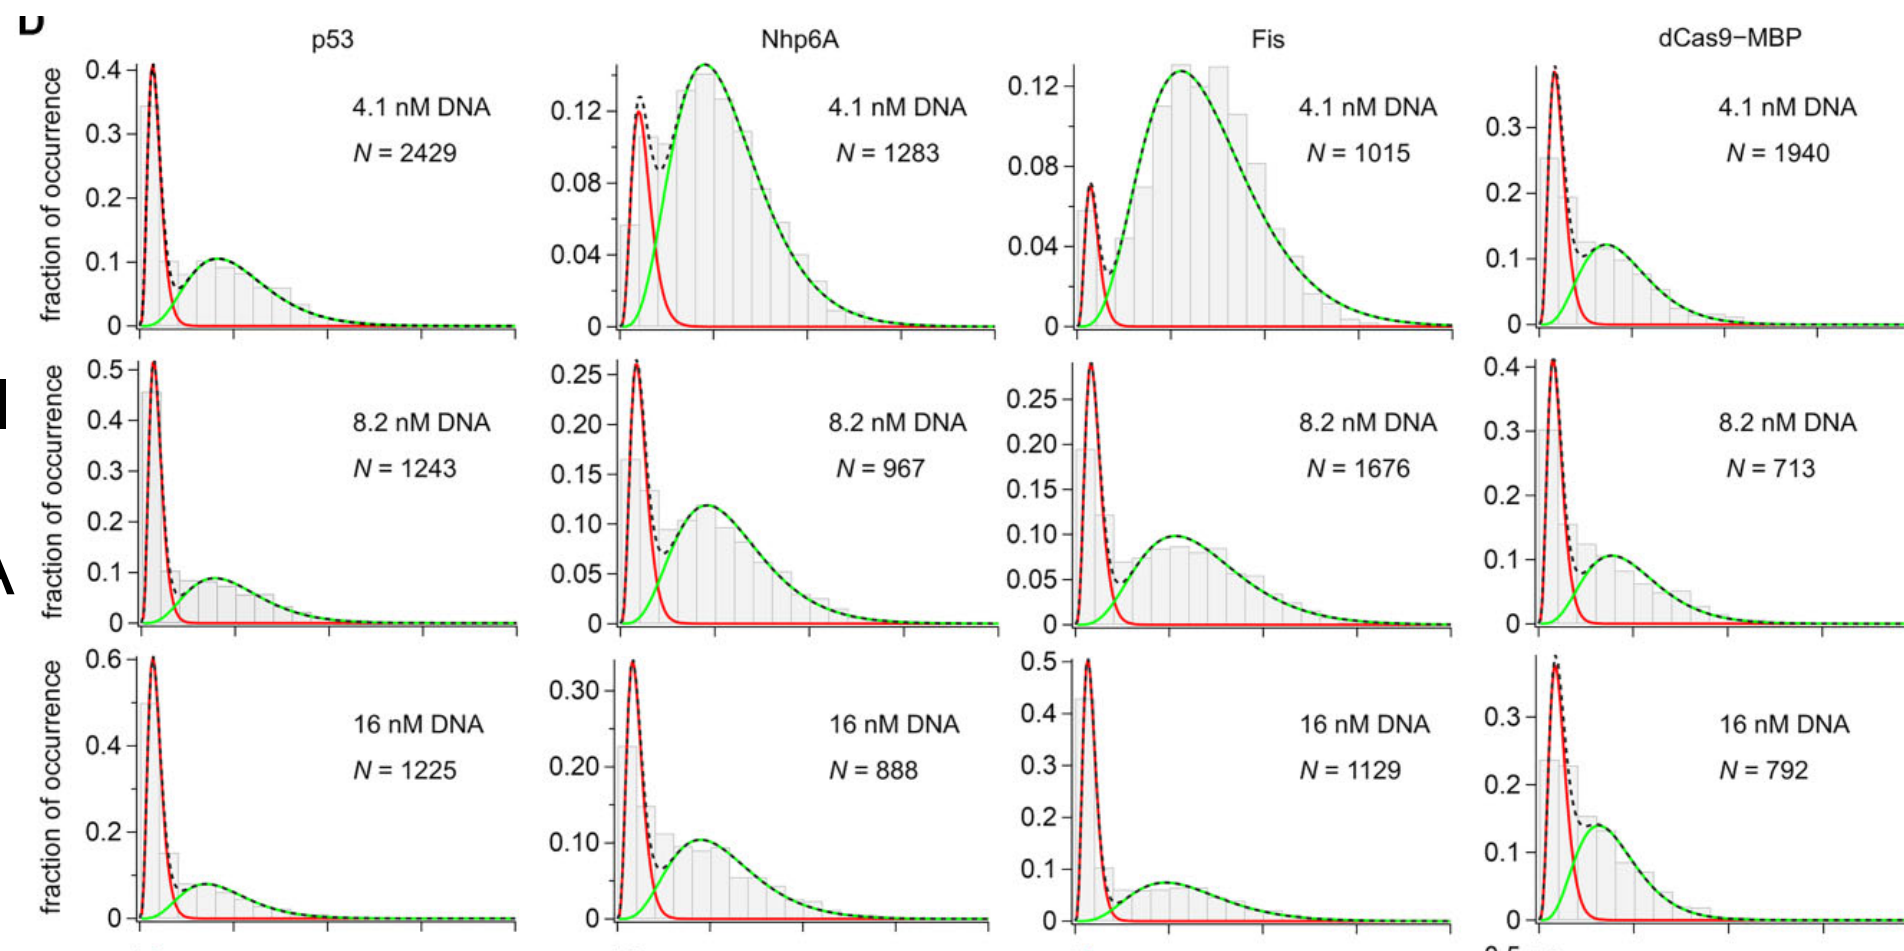 D
p53 Nhp6A Fis dCas9−MBP
fraction of occurrence
0.4
0.3
0.2
0.1
0
4.1 nM DNA
N = 2429
0.12
0.08
0.04
0
4.1 nM DNA
N = 1283
0.12
0.08
0.04
0
4.1 nM DNA
N = 1015
0.3
0.2
0.1
0
4.1 nM DNA
N = 1940
fraction of occurrence
0.5
0.4
0.3
0.2
0.1
0
8.2 nM DNA
N = 1243
0.25
0.20
0.15
0.10
0.05
0
8.2 nM DNA
N = 967
0.25
0.20
0.15
0.10
0.05
0
8.2 nM DNA
N = 1676
0.4
0.3
0.2
0.1
0
8.2 nM DNA
N = 713
fraction of occurrence
0.6
0.4
0.2
0
16 nM DNA
N = 1225
0.30
0.20
0.10
0
16 nM DNA
N = 888
0.5
0.4
0.3
0.2
0.1
0
16 nM DNA
N = 1129
0.3
0.2
0.1
0
16 nM DNA
N = 792